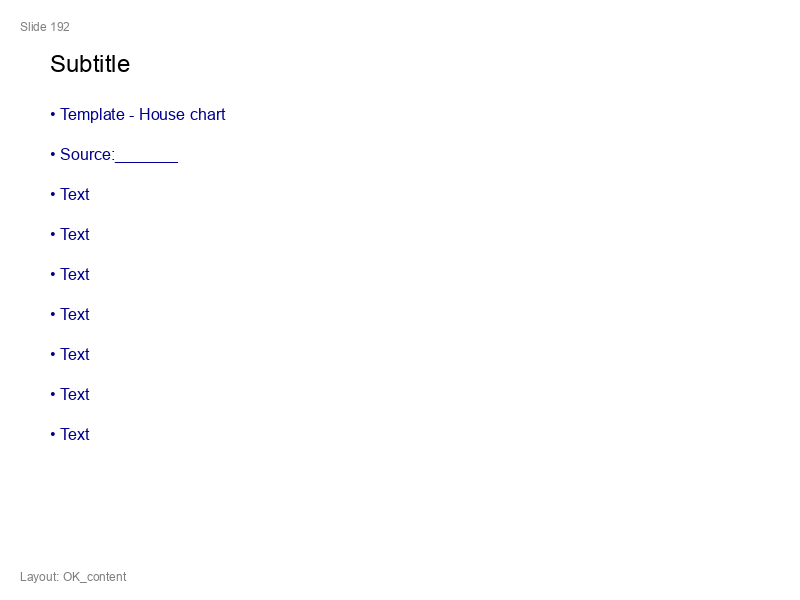 Slide 192
Subtitle
• Template - House chart
• Source:_______
• Text
• Text
• Text
• Text
• Text
• Text
• Text
Layout: OK_content